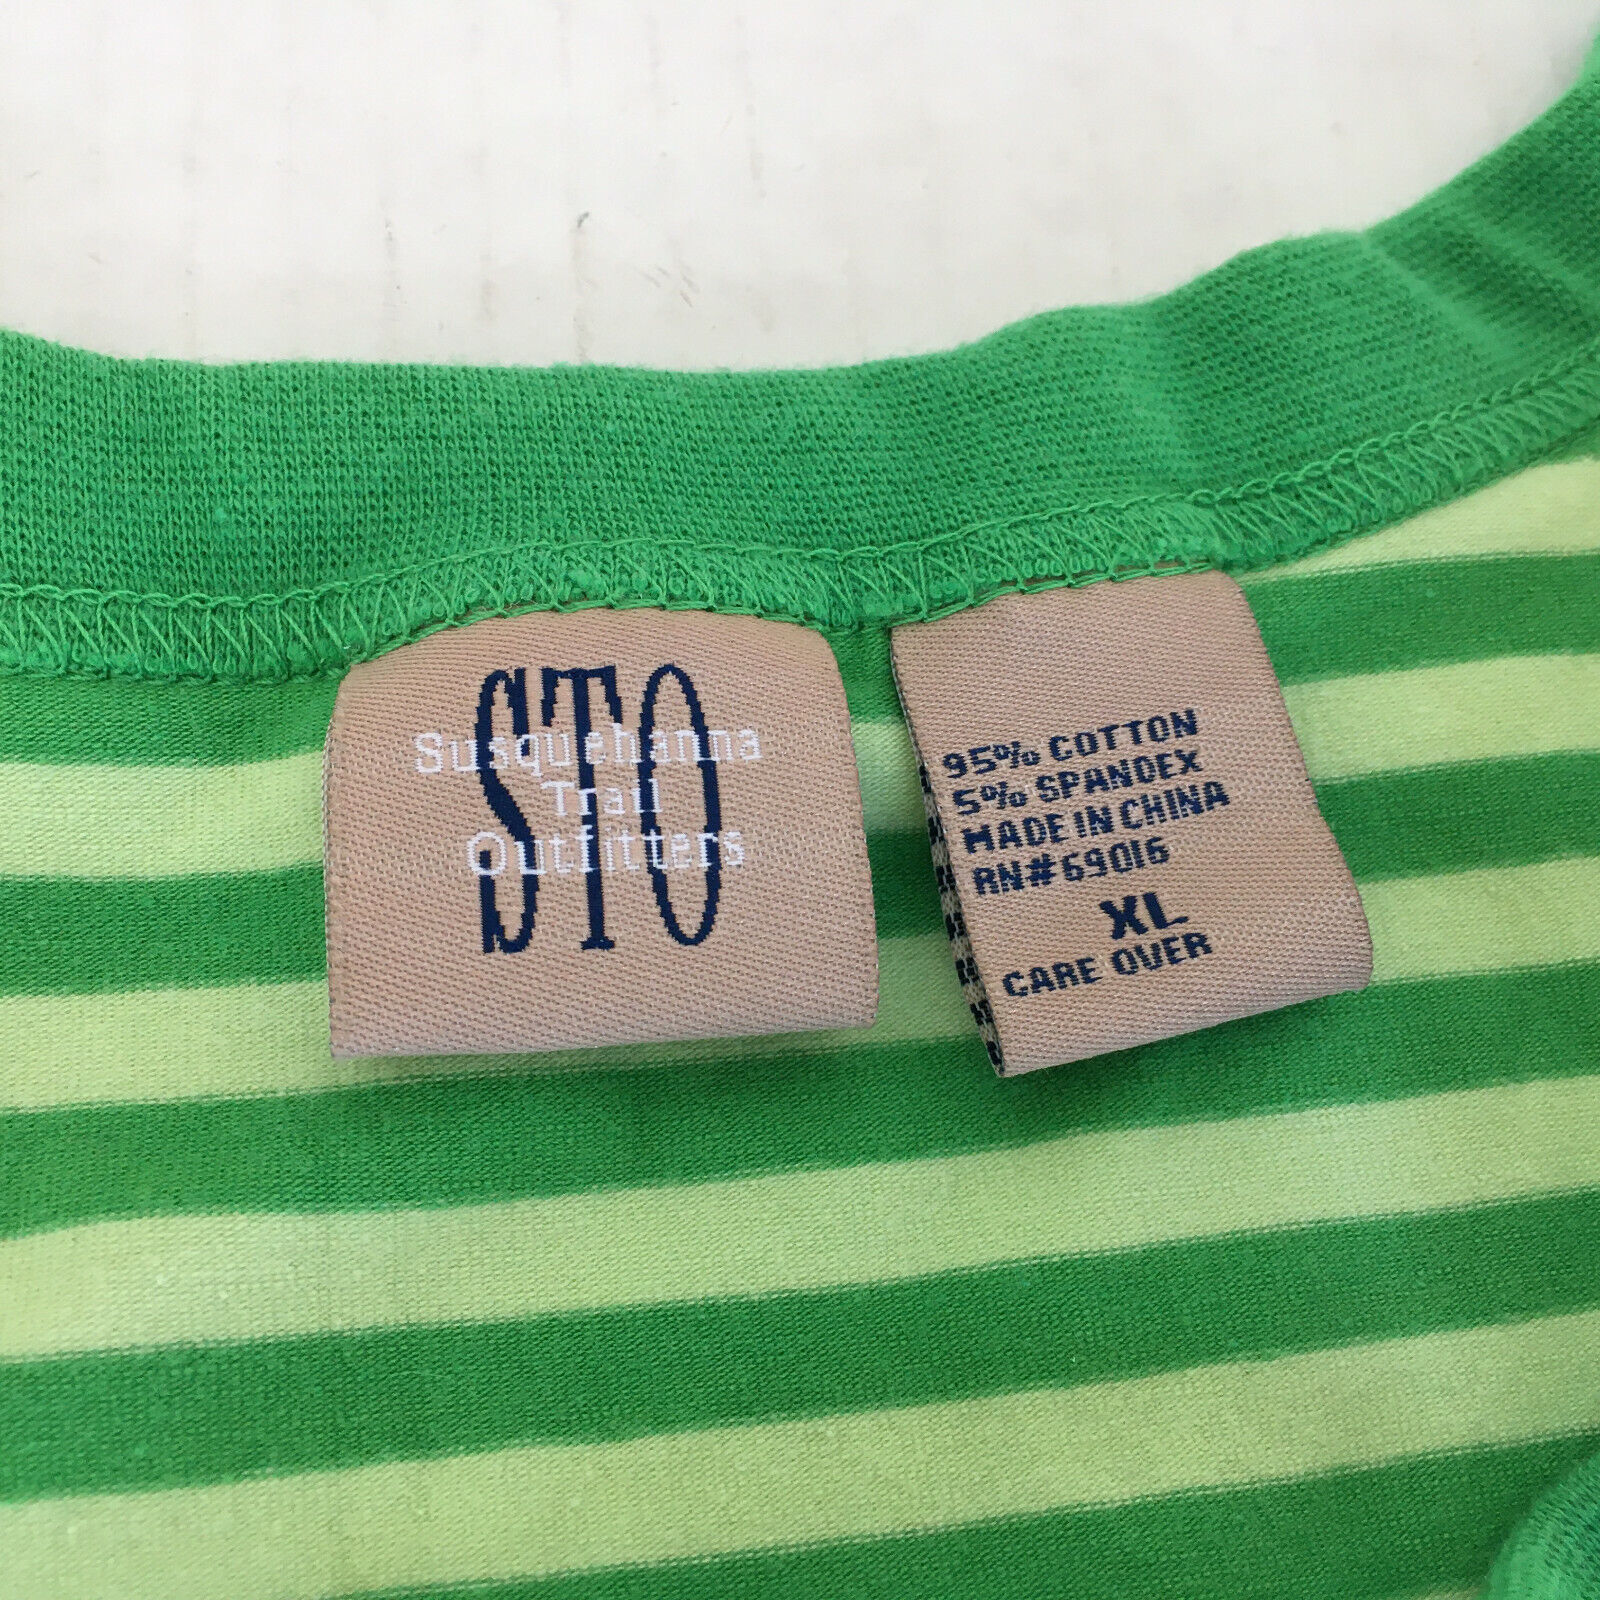 STO
Susquehanna
Trail
Outfitters
95% COTTON
5% SPANDEX
MADE IN CHINA
RN#69016
XL
CARE OVER